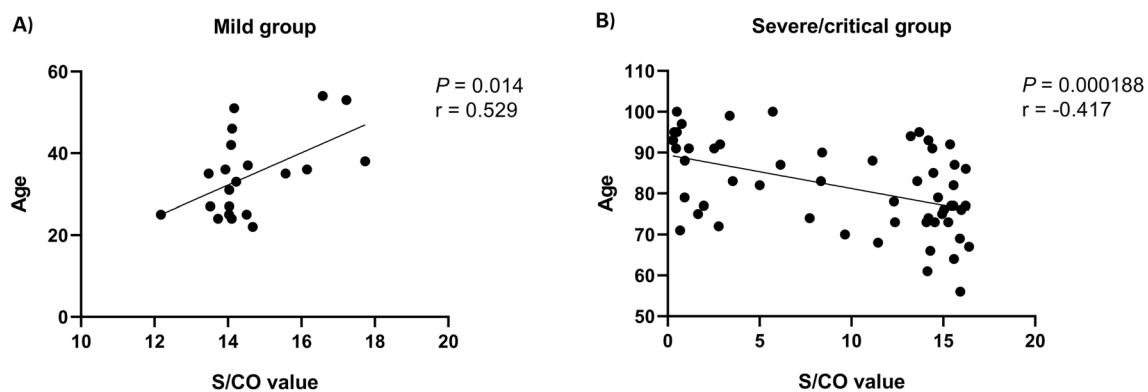 A)
Mild group
P = 0.014
r = 0.529
60
40
20
0
Age
10 12 14 16 18 20
S/CO value
B)
Severe/critical group
P = 0.000188
r = -0.417
110
100
90
80
70
60
50
Age
0 5 10 15 20
S/CO value